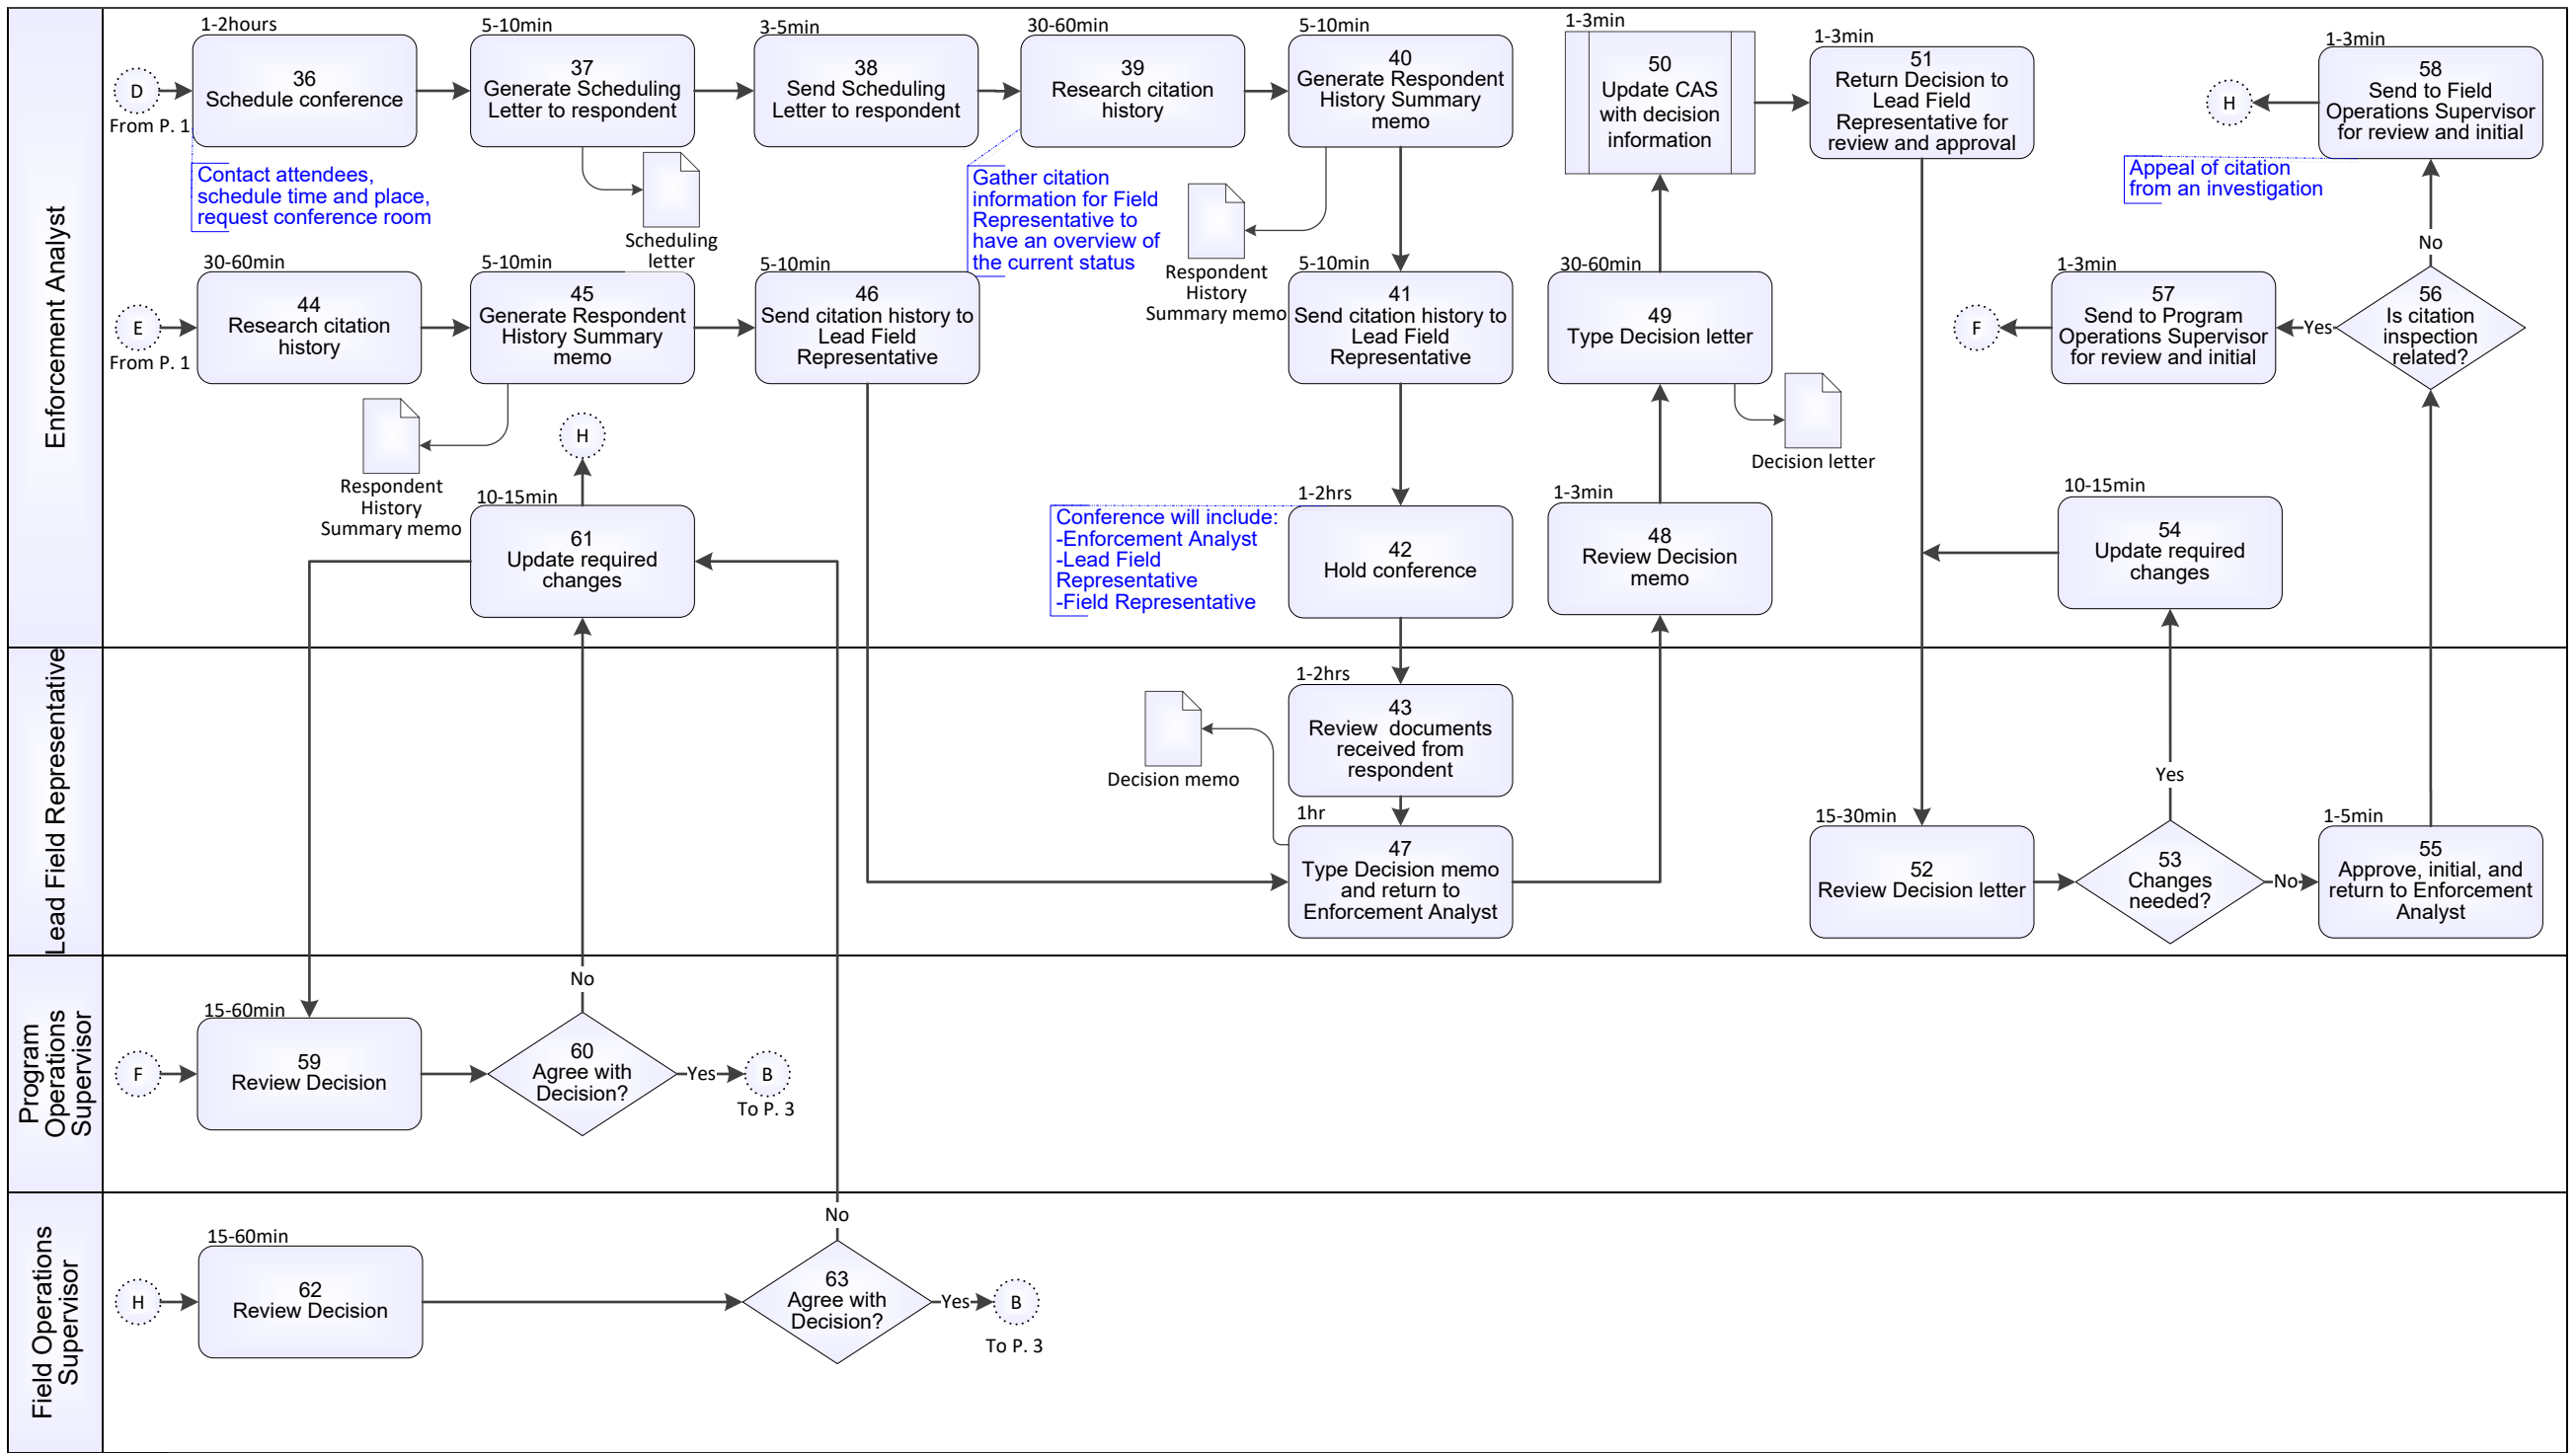 Enforcement Analyst
D
From P. 1
1-2hours
36
Schedule conference
Contact attendees,
schedule time and place,
request conference room
5-10min
37
Generate Scheduling
Letter to respondent
Scheduling
letter
3-5min
38
Send Scheduling
Letter to respondent
30-60min
39
Research citation
history
Gather citation
information for Field
Representative to
have an overview of
the current status
5-10min
40
Generate Respondent
History Summary
memo
Respondent
History
Summary memo
5-10min
41
Send citation history to
Lead Field
Representative
1-2hrs
42
Hold conference
Conference will include:
-Enforcement Analyst
-Lead Field
Representative
-Field Representative
E
From P. 1
30-60min
44
Research citation
history
5-10min
45
Generate Respondent
History Summary
memo
Respondent
History
Summary memo
5-10min
46
Send citation history to
Lead Field
Representative
H
10-15min
61
Update required
changes
1-3min
48
Review Decision
memo
30-60min
49
Type Decision letter
Decision letter
1-3min
50
Update CAS
with decision
information
1-3min
51
Return Decision to
Lead Field
Representative for
review and approval
10-15min
54
Update required
changes
56
Is citation
inspection
related?
Yes
1-3min
57
Send to Program
Operations Supervisor
for review and initial
F
No
1-3min
58
Send to Field
Operations Supervisor
for review and initial
H
Appeal of citation
from an investigation
Lead Field Representative
1-2hrs
43
Review documents
received from
respondent
Decision memo
1hr
47
Type Decision memo
and return to
Enforcement Analyst
15-30min
52
Review Decision letter
53
Changes
needed?
Yes
No
1-5min
55
Approve, initial, and
return to Enforcement
Analyst
Program
Operations
Supervisor
F
15-60min
59
Review Decision
60
Agree with
Decision?
No
Yes
B
To P. 3
Field Operations
Supervisor
H
15-60min
62
Review Decision
63
Agree with
Decision?
No
Yes
B
To P. 3